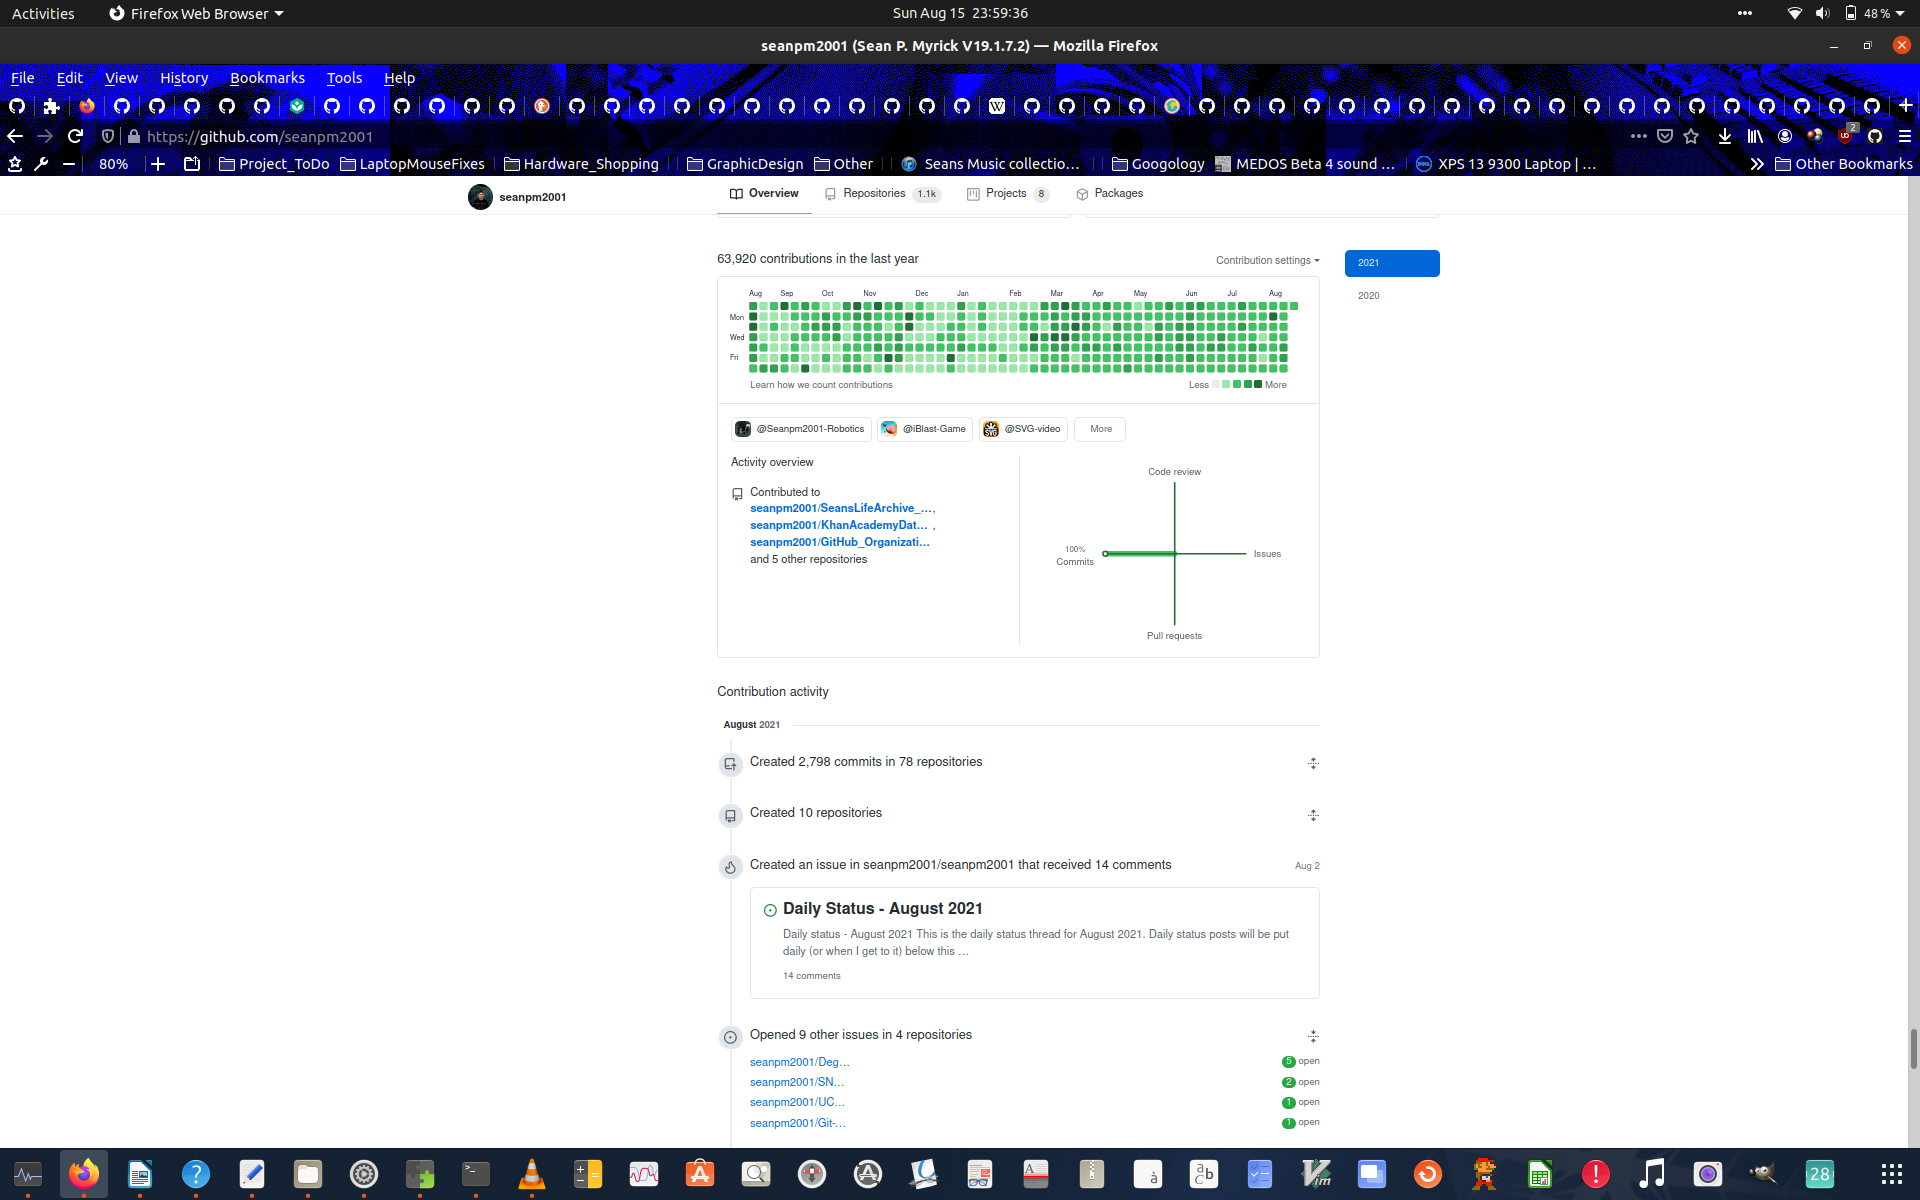 Activities
Firefox Web Browser
Sun Aug 15 23:59:36
48 %
seanpm2001 (Sean P. Myrick V19.1.7.2) — Mozilla Firefox
File Edit View History Bookmarks Tools Help
https://github.com/seanpm2001
2
80%
Project_ToDo
LaptopMouseFixes
Hardware_Shopping
GraphicDesign
Other
Seans Music collectio…
Googology
MEDOS Beta 4 sound …
XPS 13 9300 Laptop | …
Other Bookmarks
seanpm2001
Overview
Repositories 1.1k
Projects 8
Packages
63,920 contributions in the last year
Contribution settings
2021
2020
Aug Sep Oct Nov Dec Jan Feb Mar Apr May Jun Jul Aug
Mon
Wed
Fri
Learn how we count contributions
Less More
@Seanpm2001-Robotics
@iBlast-Game
@SVG-video
More
Activity overview
Contributed to
seanpm2001/SeansLifeArchive_… ,
seanpm2001/KhanAcademyDat… ,
seanpm2001/GitHub_Organizati…
and 5 other repositories
Code review
100%
Commits
Issues
Pull requests
Contribution activity
August 2021
Created 2,798 commits in 78 repositories
Created 10 repositories
Created an issue in seanpm2001/seanpm2001 that received 14 comments
Aug 2
Daily Status - August 2021
Daily status - August 2021 This is the daily status thread for August 2021. Daily status posts will be put
daily (or when I get to it) below this …
14 comments
Opened 9 other issues in 4 repositories
seanpm2001/Deg… 5 open
seanpm2001/SN… 2 open
seanpm2001/UC… 1 open
seanpm2001/Git-… 1 open
28